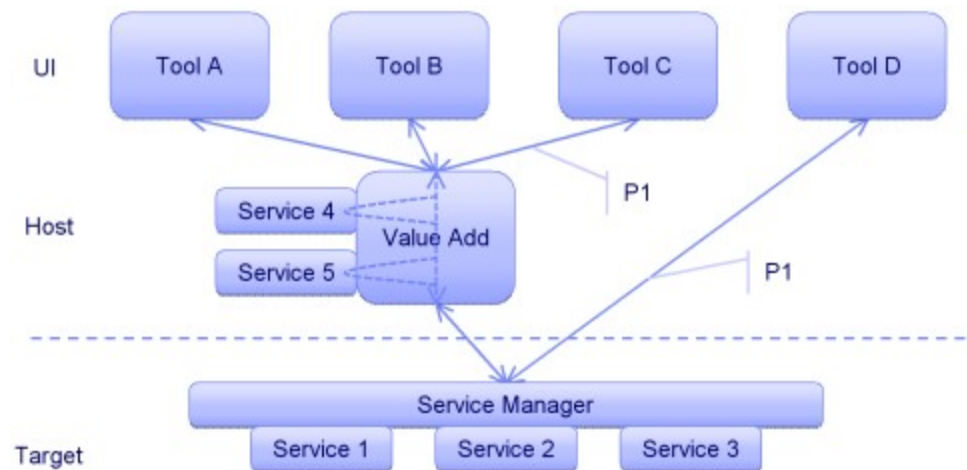 UI
Tool A
Tool B
Tool C
Tool D
P1
Host
Service 4
Value Add
Service 5
P1
Service Manager
Target
Service 1
Service 2
Service 3